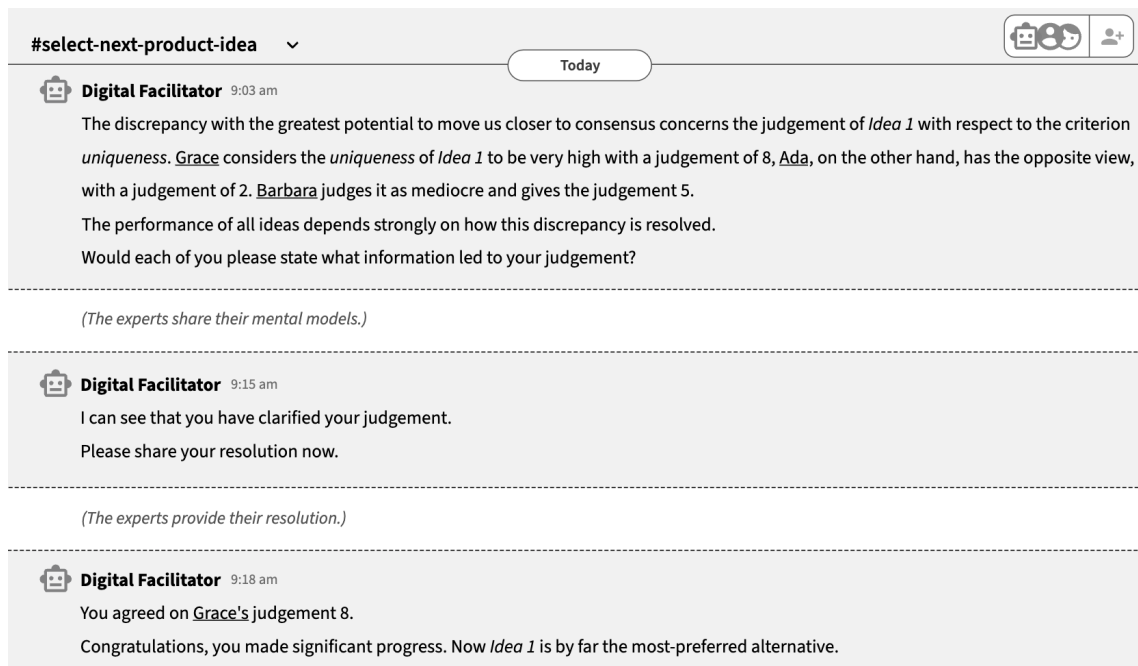 #select-next-product-idea
Today
Digital Facilitator 9:03 am
The discrepancy with the greatest potential to move us closer to consensus concerns the judgement of Idea 1 with respect to the criterion
uniqueness. Grace considers the uniqueness of Idea 1 to be very high with a judgement of 8, Ada, on the other hand, has the opposite view,
with a judgement of 2. Barbara judges it as mediocre and gives the judgement 5.
The performance of all ideas depends strongly on how this discrepancy is resolved.
Would each of you please state what information led to your judgement?
(The experts share their mental models.)
Digital Facilitator 9:15 am
I can see that you have clarified your judgement.
Please share your resolution now.
(The experts provide their resolution.)
Digital Facilitator 9:18 am
You agreed on Grace's judgement 8.
Congratulations, you made significant progress. Now Idea 1 is by far the most-preferred alternative.